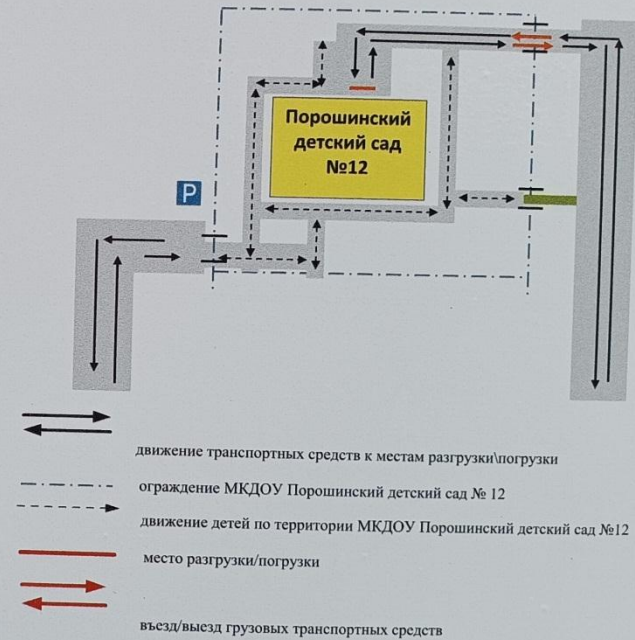 Порошинский
детский сад
№12
P
движение транспортных средств к местам разгрузки\погрузки
ограждение МКДОУ Порошинский детский сад № 12
движение детей по территории МКДОУ Порошинский детский сад №12
место разгрузки/погрузки
въезд/выезд грузовых транспортных средств